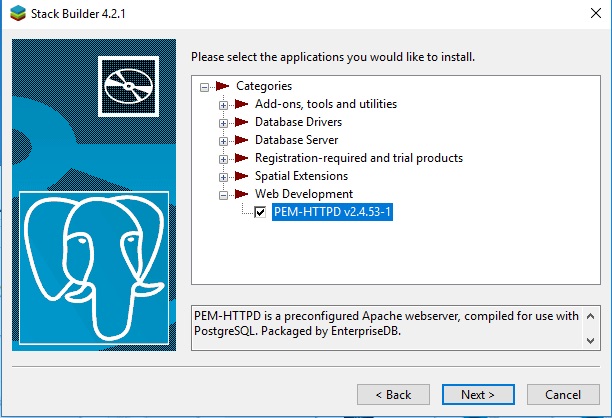 Stack Builder 4.2.1
Please select the applications you would like to install.
Categories
Add-ons, tools and utilities
Database Drivers
Database Server
Registration-required and trial products
Spatial Extensions
Web Development
PEM-HTTPD v2.4.53-1
PEM-HTTPD is a preconfigured Apache webserver, compiled for use with
PostgreSQL. Packaged by EnterpriseDB.
< Back
Next >
Cancel